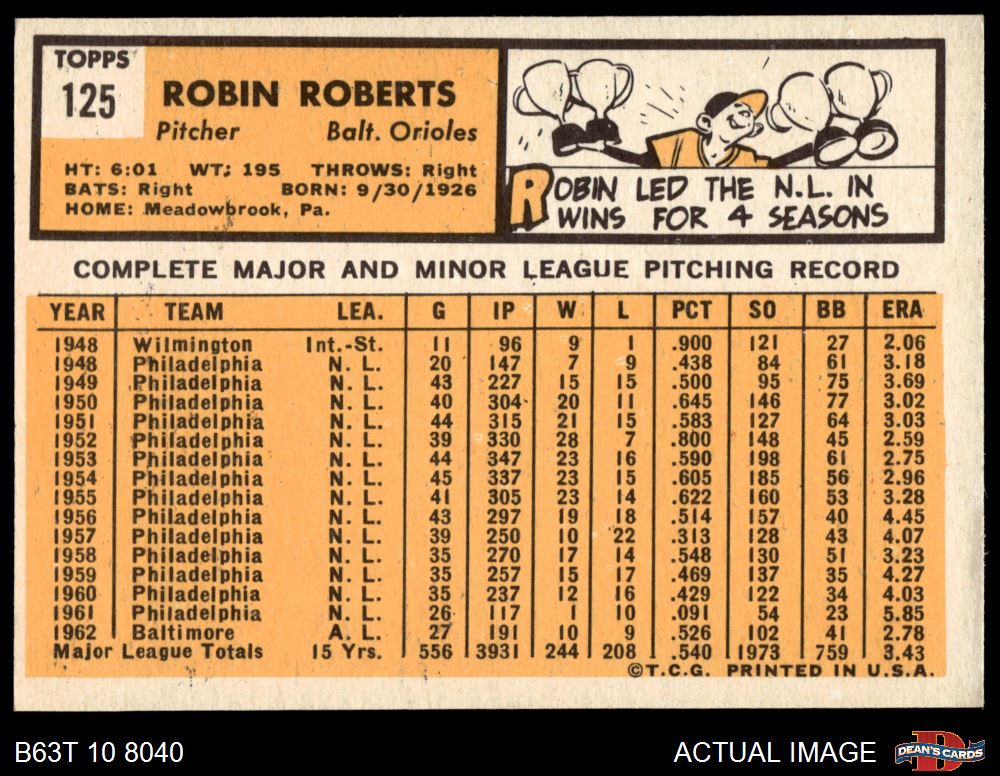 TOPPS
125
ROBIN ROBERTS
Pitcher Balt. Orioles
HT: 6:01 WT: 195 THROWS: Right
BATS: Right BORN: 9/30/1926
HOME: Meadowbrook, Pa.
ROBIN LED THE N.L. IN
WINS FOR 4 SEASONS
COMPLETE MAJOR AND MINOR LEAGUE PITCHING RECORD
YEAR TEAM LEA. G IP W L PCT SO BB ERA
1948 Wilmington Int.-St. 11 96 9 1 .900 121 27 2.06
1948 Philadelphia N. L. 20 147 7 9 .438 84 61 3.18
1949 Philadelphia N. L. 43 227 15 15 .500 95 75 3.69
1950 Philadelphia N. L. 40 304 20 11 .645 146 77 3.02
1951 Philadelphia N. L. 44 315 21 15 .583 127 64 3.03
1952 Philadelphia N. L. 39 330 28 7 .800 148 45 2.59
1953 Philadelphia N. L. 44 347 23 16 .590 198 61 2.75
1954 Philadelphia N. L. 45 337 23 15 .605 185 56 2.96
1955 Philadelphia N. L. 41 305 23 14 .622 160 53 3.28
1956 Philadelphia N. L. 43 297 19 18 .514 157 40 4.45
1957 Philadelphia N. L. 39 250 10 22 .313 128 43 4.07
1958 Philadelphia N. L. 35 270 17 14 .548 130 51 3.23
1959 Philadelphia N. L. 35 257 15 17 .469 137 35 4.27
1960 Philadelphia N. L. 35 237 12 16 .429 122 34 4.03
1961 Philadelphia N. L. 26 117 1 10 .091 54 23 5.85
1962 Baltimore A. L. 27 191 10 9 .526 102 41 2.78
Major League Totals 15 Yrs. 556 3931 244 208 .540 1973 759 3.43
©T.C.G. PRINTED IN U.S.A.
B63T 10 8040 ACTUAL IMAGE DEAN'S CARDS